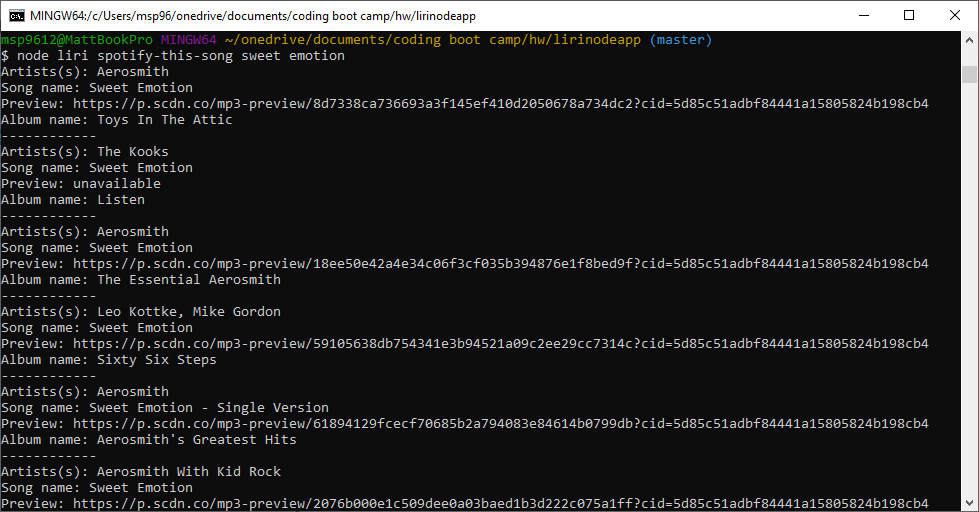 MINGW64:/c/Users/msp96/onedrive/documents/coding boot camp/hw/lirinodeapp
msp9612@MattBookPro MINGW64 ~/onedrive/documents/coding boot camp/hw/lirinodeapp (master)
$ node liri spotify-this-song sweet emotion
Artists(s): Aerosmith
Song name: Sweet Emotion
Preview: https://p.scdn.co/mp3-preview/8d7338ca736693a3f145ef410d2050678a734dc2?cid=5d85c51adbf84441a15805824b198cb4
Album name: Toys In The Attic
------------
Artists(s): The Kooks
Song name: Sweet Emotion
Preview: unavailable
Album name: Listen
------------
Artists(s): Aerosmith
Song name: Sweet Emotion
Preview: https://p.scdn.co/mp3-preview/18ee50e42a4e34c06f3cf035b394876e1f8bed9f?cid=5d85c51adbf84441a15805824b198cb4
Album name: The Essential Aerosmith
------------
Artists(s): Leo Kottke, Mike Gordon
Song name: Sweet Emotion
Preview: https://p.scdn.co/mp3-preview/59105638db754341e3b94521a09c2ee29cc7314c?cid=5d85c51adbf84441a15805824b198cb4
Album name: Sixty Six Steps
------------
Artists(s): Aerosmith
Song name: Sweet Emotion - Single Version
Preview: https://p.scdn.co/mp3-preview/61894129fcecf70685b2a794083e84614b0799db?cid=5d85c51adbf84441a15805824b198cb4
Album name: Aerosmith's Greatest Hits
------------
Artists(s): Aerosmith With Kid Rock
Song name: Sweet Emotion
Preview: https://p.scdn.co/mp3-preview/2076b000e1c509dee0a03baed1b3d222c075a1ff?cid=5d85c51adbf84441a15805824b198cb4